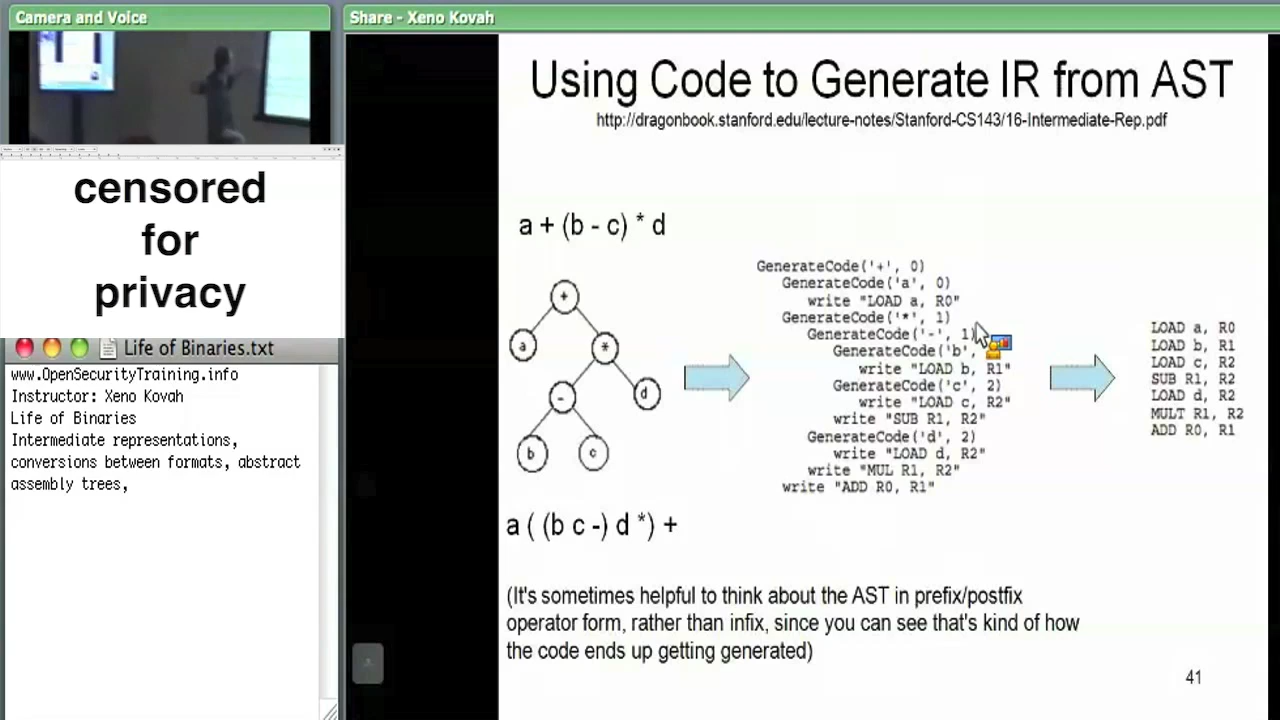 Camera and Voice
Share - Xeno Kovah
censored
for
privacy
Life of Binaries.txt
www.OpenSecurityTraining.info
Instructor: Xeno Kovah
Life of Binaries
Intermediate representations,
conversions between formats, abstract
assembly trees,
Using Code to Generate IR from AST
http://dragonbook.stanford.edu/lecture-notes/Stanford-CS143/16-Intermediate-Rep.pdf
a + (b - c) * d
+
a
*
-
d
b
c
GenerateCode('+', 0)
GenerateCode('a', 0)
write "LOAD a, R0"
GenerateCode('*', 1)
GenerateCode('-', 1)
GenerateCode('b',
write "LOAD b, R1"
GenerateCode('c', 2)
write "LOAD c, R2"
write "SUB R1, R2"
GenerateCode('d', 2)
write "LOAD d, R2"
write "MUL R1, R2"
write "ADD R0, R1"
LOAD a, R0
LOAD b, R1
LOAD c, R2
SUB R1, R2
LOAD d, R2
MULT R1, R2
ADD R0, R1
a ( (b c -) d *) +
(It's sometimes helpful to think about the AST in prefix/postfix
operator form, rather than infix, since you can see that's kind of how
the code ends up getting generated)
41